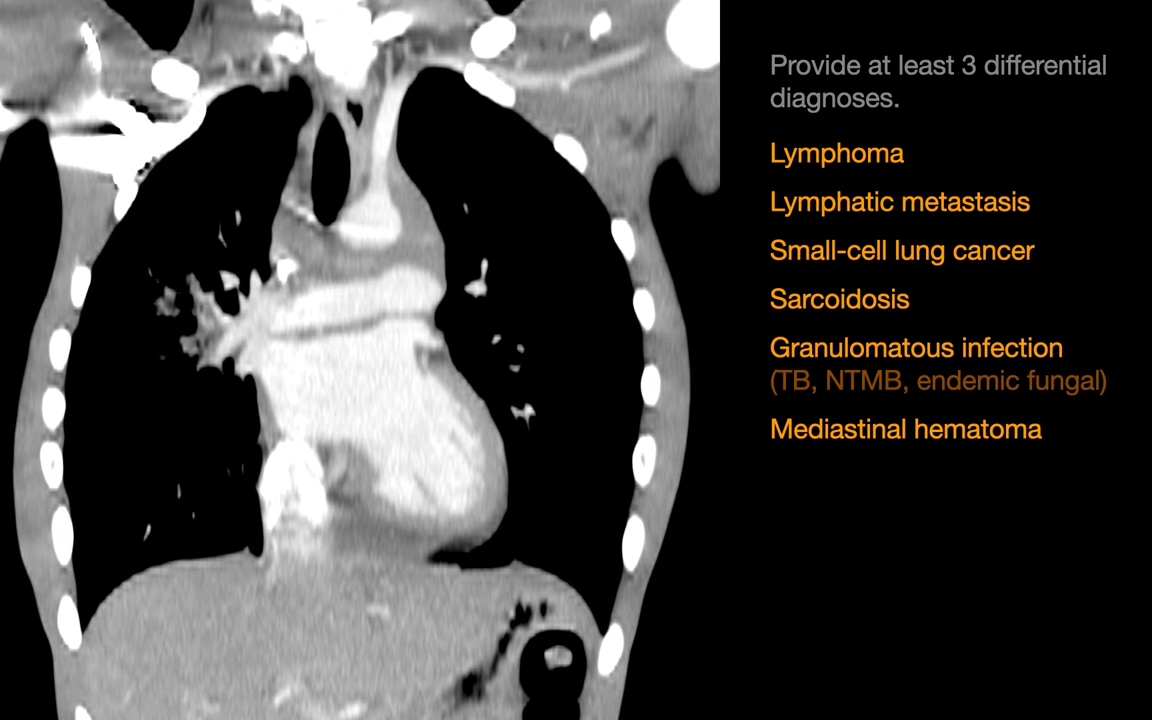 Provide at least 3 differential
diagnoses.
Lymphoma
Lymphatic metastasis
Small-cell lung cancer
Sarcoidosis
Granulomatous infection
(TB, NTMB, endemic fungal)
Mediastinal hematoma